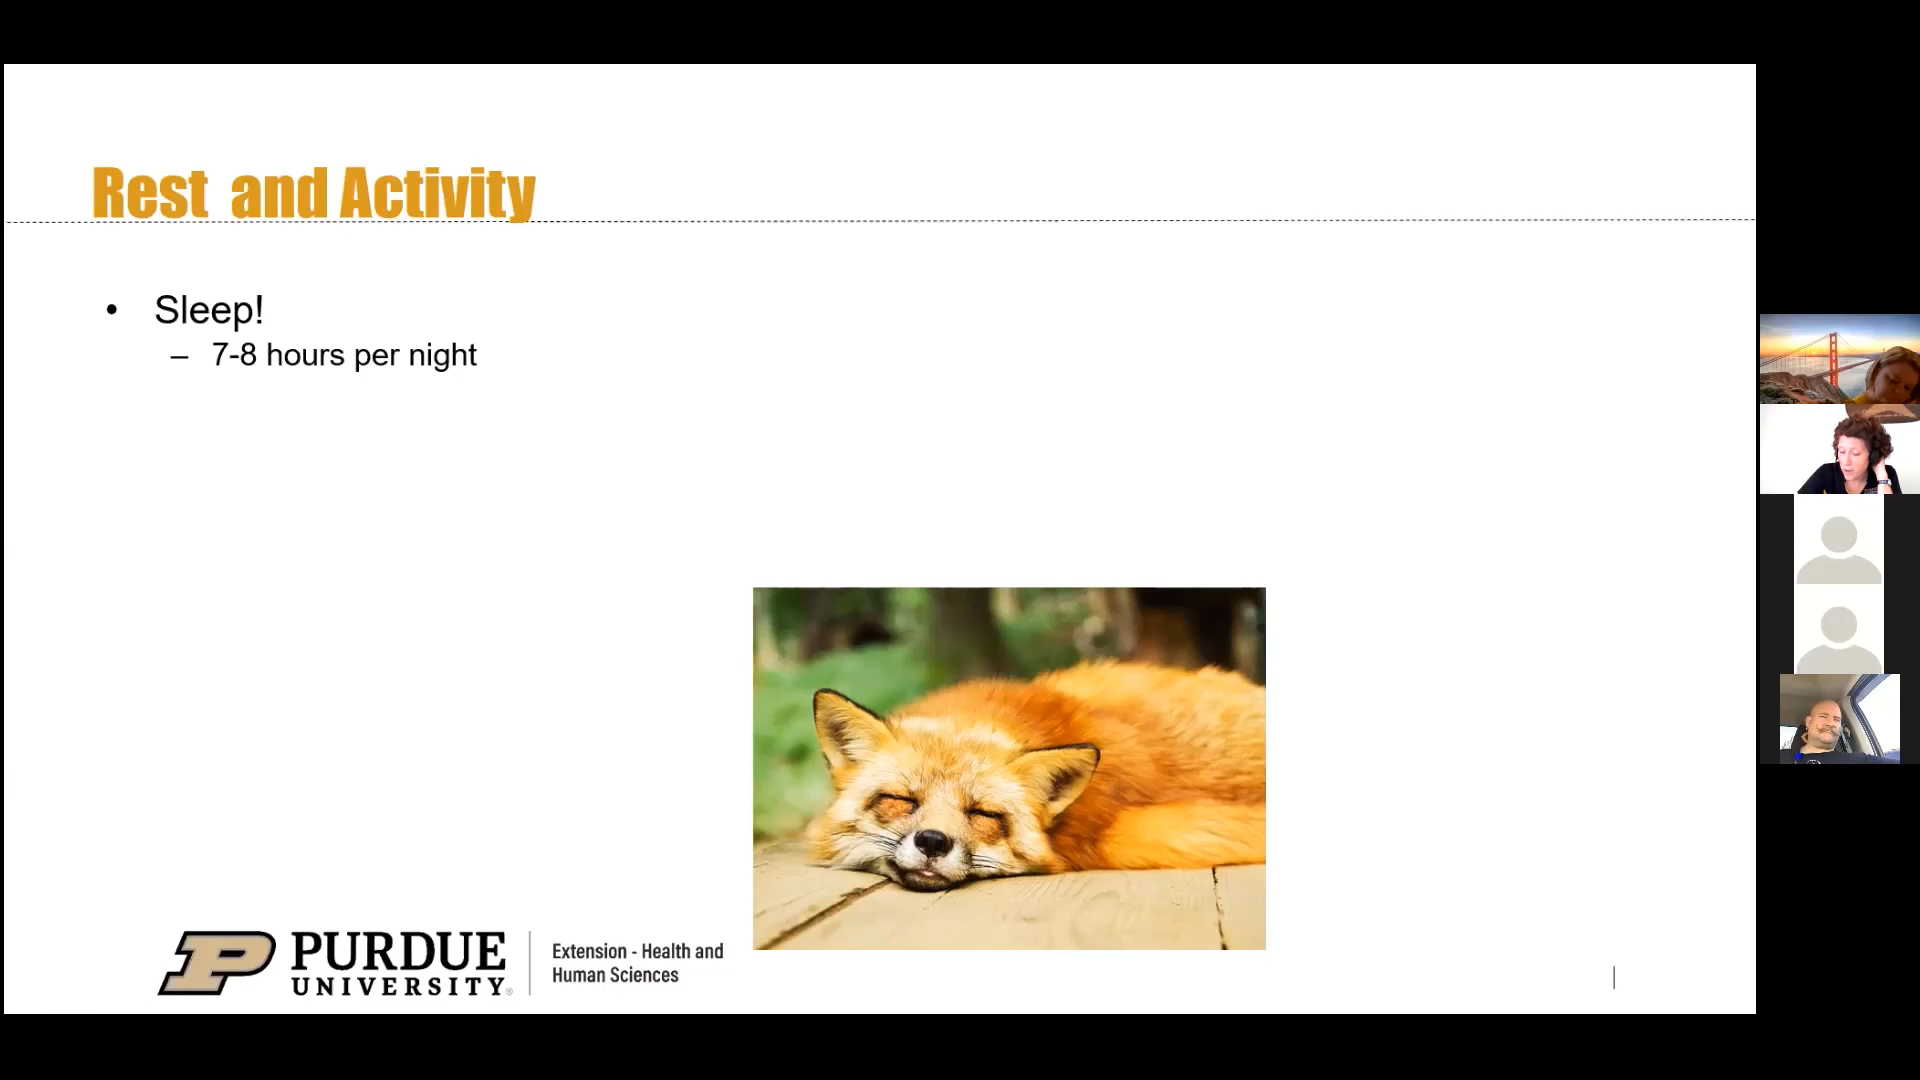 Rest and Activity
• Sleep!
– 7-8 hours per night
PURDUE
UNIVERSITY®
Extension - Health and
Human Sciences